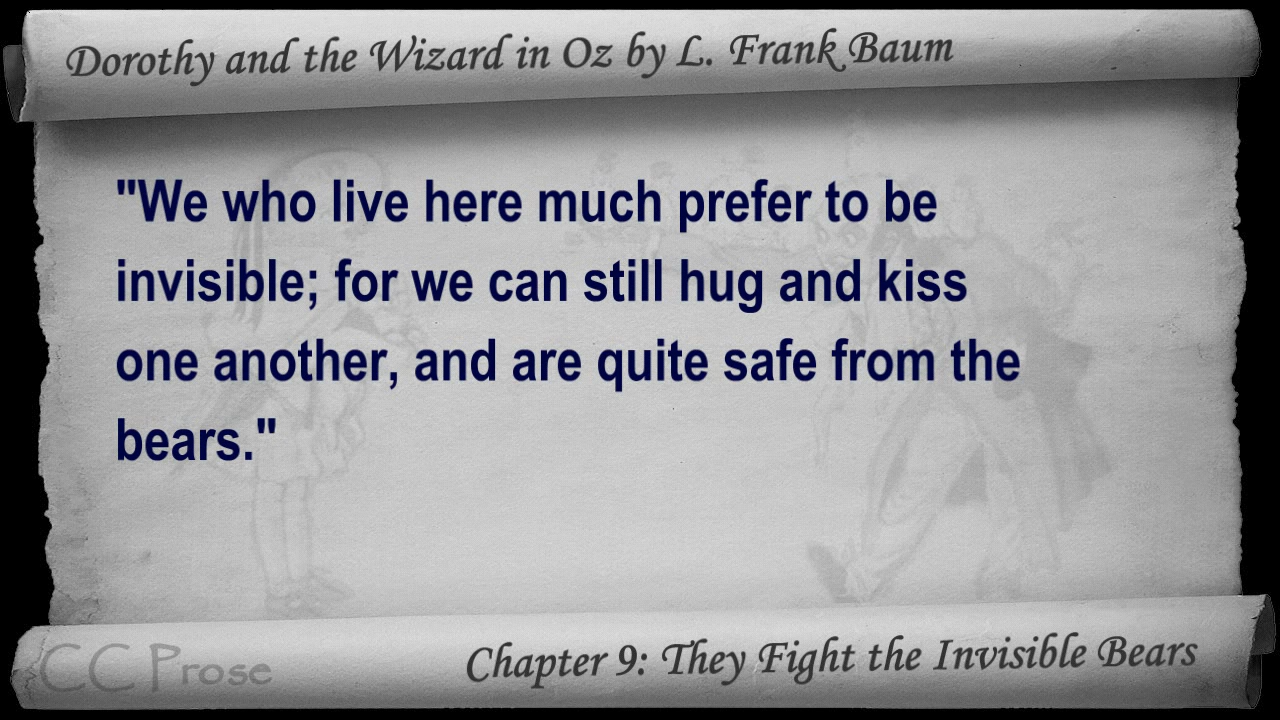 Dorothy and the Wizard in Oz by L. Frank Baum
"We who live here much prefer to be
invisible; for we can still hug and kiss
one another, and are quite safe from the
bears."
CC Prose
Chapter 9: They Fight the Invisible Bears